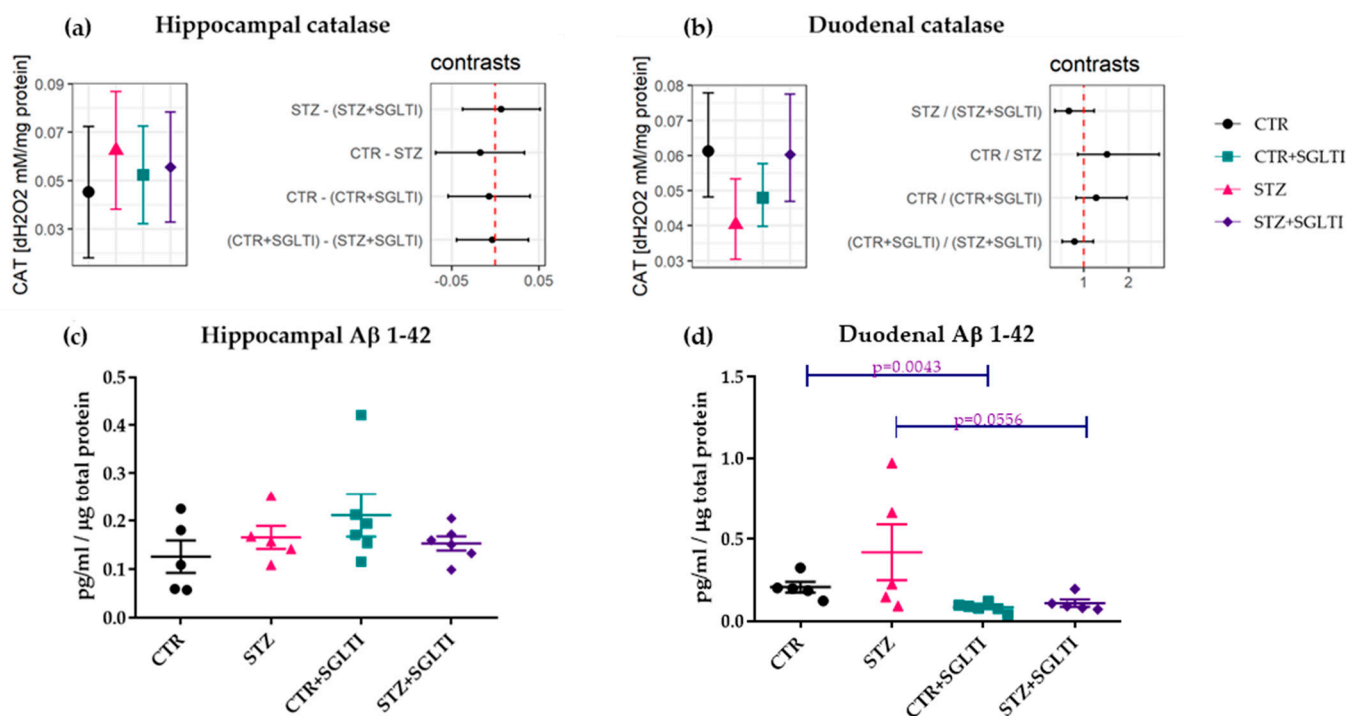 (a) Hippocampal catalase
CAT [dH2O2 mM/mg protein]
0.09
0.07
0.05
0.03
contrasts
STZ - (STZ+SGLTI)
CTR - STZ
CTR - (CTR+SGLTI)
(CTR+SGLTI) - (STZ+SGLTI)
-0.05 0.05
(b) Duodenal catalase
CAT [dH2O2 mM/mg protein]
0.08
0.07
0.06
0.05
0.04
0.03
contrasts
STZ / (STZ+SGLTI)
CTR / STZ
CTR / (CTR+SGLTI)
(CTR+SGLTI) / (STZ+SGLTI)
1 2
CTR
CTR+SGLTI
STZ
STZ+SGLTI
(c) Hippocampal Aβ 1-42
pg/ml / µg total protein
0.5
0.4
0.3
0.2
0.1
0.0
CTR
STZ
CTR+SGLTI
STZ+SGLTI
(d) Duodenal Aβ 1-42
pg/ml / µg total protein
1.5
1.0
0.5
0.0
p=0.0043
p=0.0556
CTR
STZ
CTR+SGLTI
STZ+SGLTI